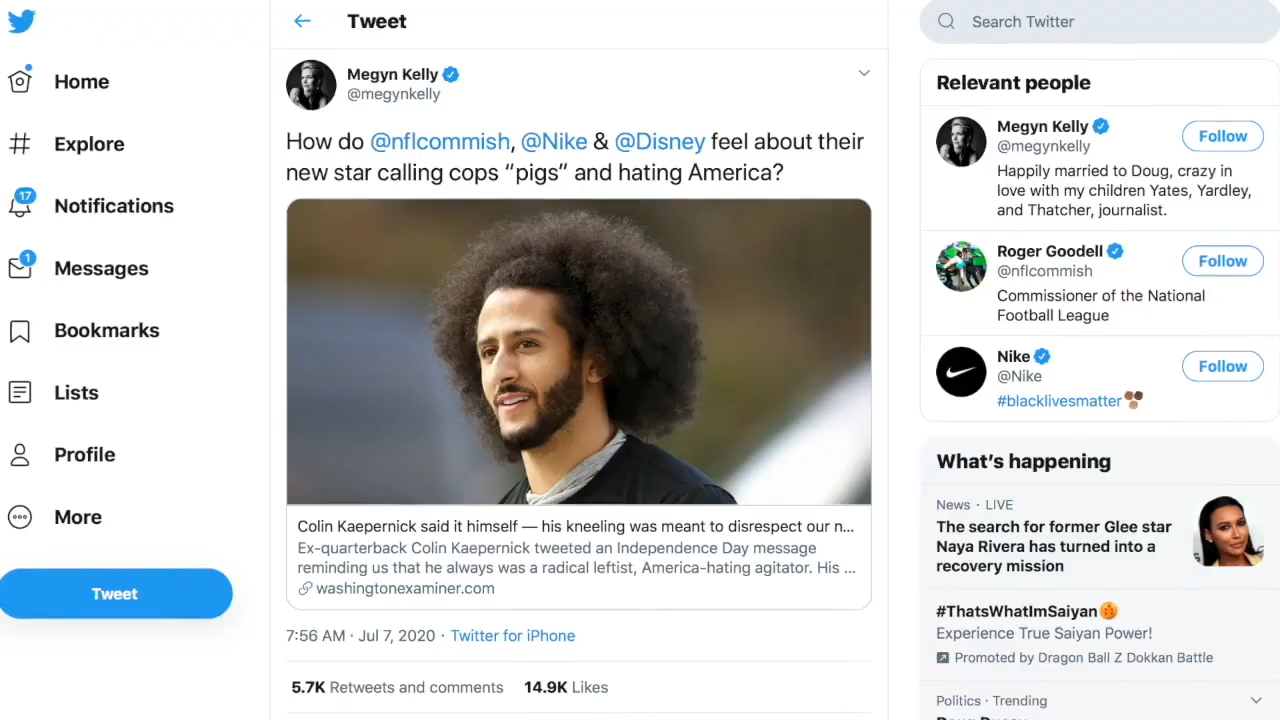 Home
Explore
17
Notifications
1
Messages
Bookmarks
Lists
Profile
More
Tweet
Tweet
Megyn Kelly
@megynkelly
How do @nflcommish, @Nike & @Disney feel about their
new star calling cops “pigs” and hating America?
Colin Kaepernick said it himself — his kneeling was meant to disrespect our n...
Ex-quarterback Colin Kaepernick tweeted an Independence Day message
reminding us that he always was a radical leftist, America-hating agitator. His ...
washingtonexaminer.com
7:56 AM · Jul 7, 2020 · Twitter for iPhone
5.7K Retweets and comments 14.9K Likes
Search Twitter
Relevant people
Megyn Kelly
@megynkelly
Follow
Happily married to Doug, crazy in
love with my children Yates, Yardley,
and Thatcher, journalist.
Roger Goodell
@nflcommish
Follow
Commissioner of the National
Football League
Nike
@Nike
Follow
#blacklivesmatter
What’s happening
News · LIVE
The search for former Glee star
Naya Rivera has turned into a
recovery mission
#ThatsWhatImSaiyan
Experience True Saiyan Power!
Promoted by Dragon Ball Z Dokkan Battle
Politics · Trending